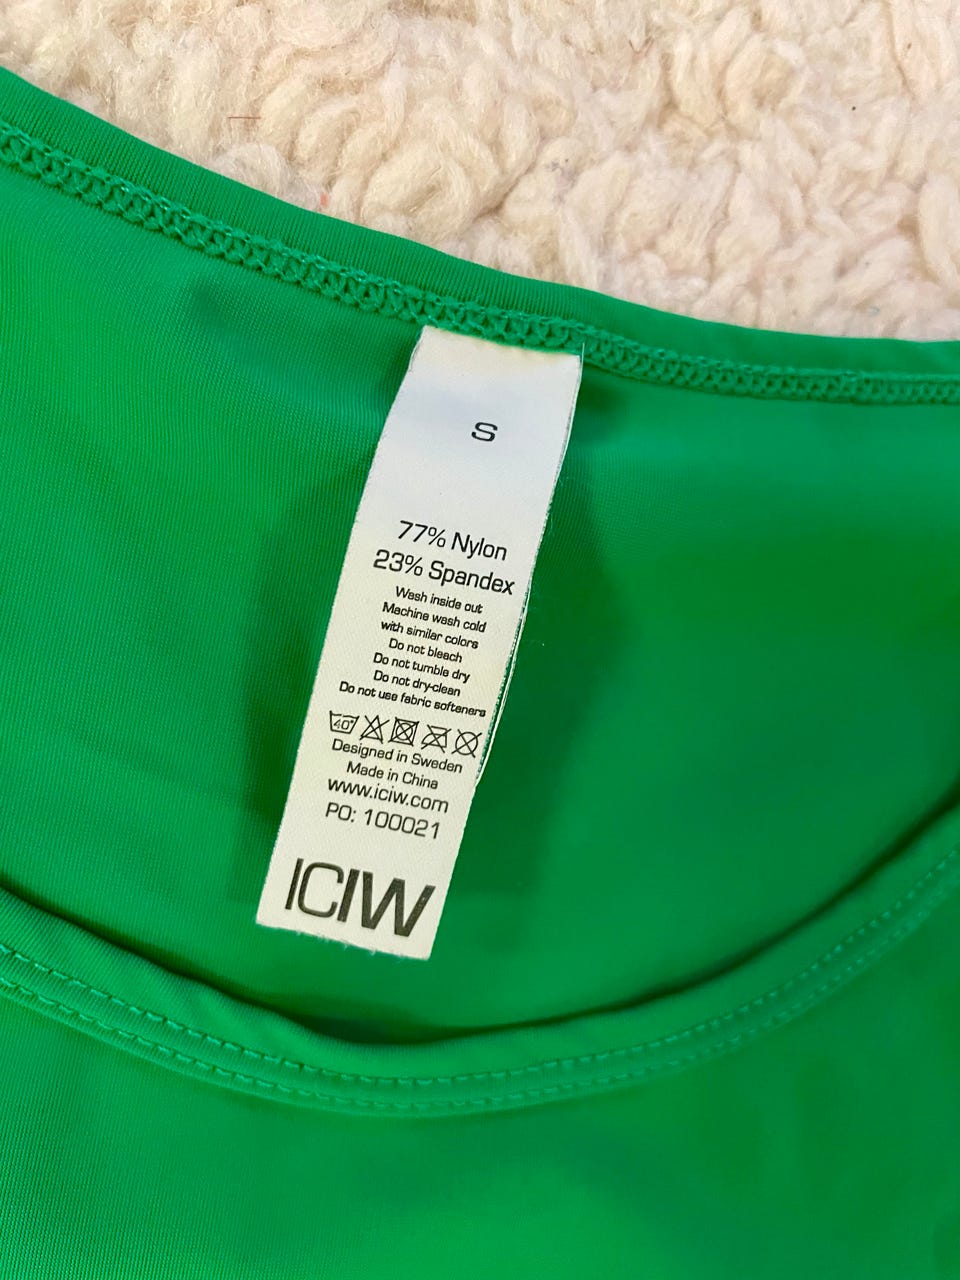 S
77% Nylon
23% Spandex
Wash inside out
Machine wash cold
with similar colors
Do not bleach
Do not tumble dry
Do not dry-clean
Do not use fabric softeners
40°
Designed in Sweden
Made in China
www.iciw.com
PO: 100021
ICIW